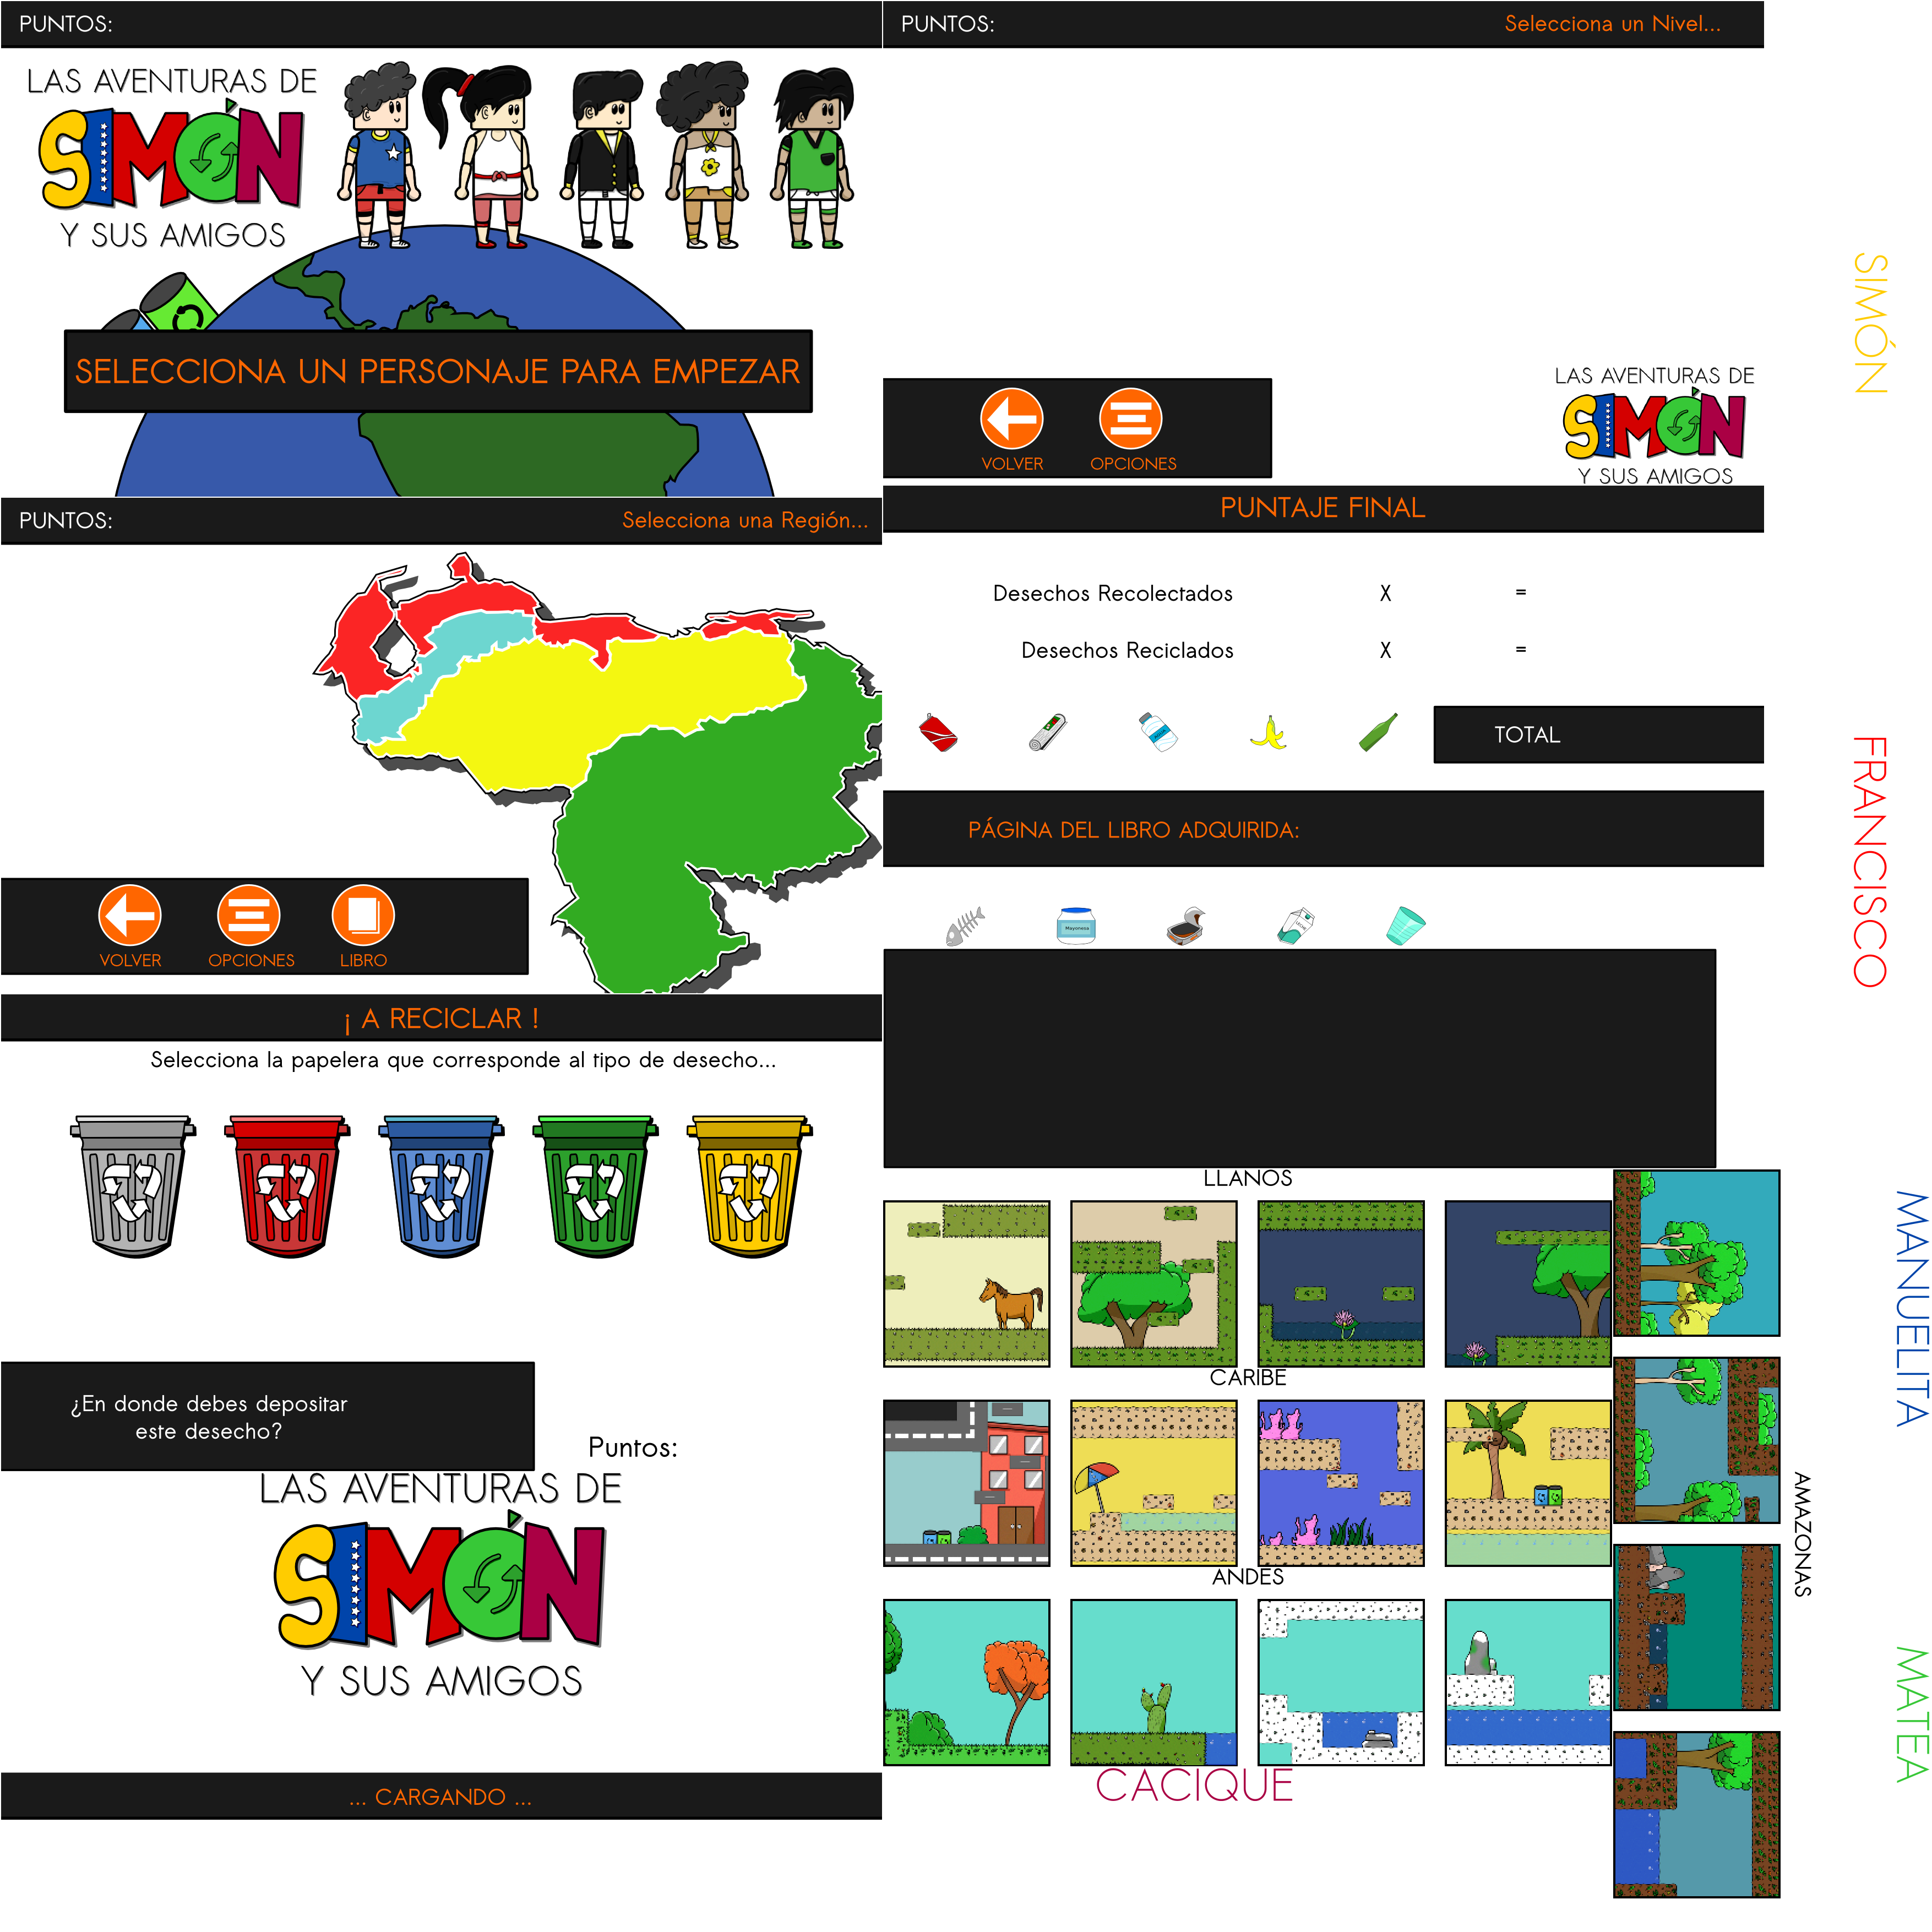 PUNTOS:
LAS AVENTURAS DE
SIMÓN
Y SUS AMIGOS
SELECCIONA UN PERSONAJE PARA EMPEZAR
PUNTOS:
Selecciona una Región...
VOLVER
OPCIONES
LIBRO
¡ A RECICLAR !
Selecciona la papelera que corresponde al tipo de desecho...
¿En donde debes depositar
este desecho?
Puntos:
LAS AVENTURAS DE
SIMÓN
Y SUS AMIGOS
... CARGANDO ...
PUNTOS:
Selecciona un Nivel...
VOLVER
OPCIONES
LAS AVENTURAS DE
SIMÓN
Y SUS AMIGOS
PUNTAJE FINAL
Desechos Recolectados X =
Desechos Reciclados X =
TOTAL
PÁGINA DEL LIBRO ADQUIRIDA:
Mayonesa
LLANOS
CARIBE
ANDES
AMAZONAS
CACIQUE
SIMÓN
FRANCISCO
MANUELITA
MATEA